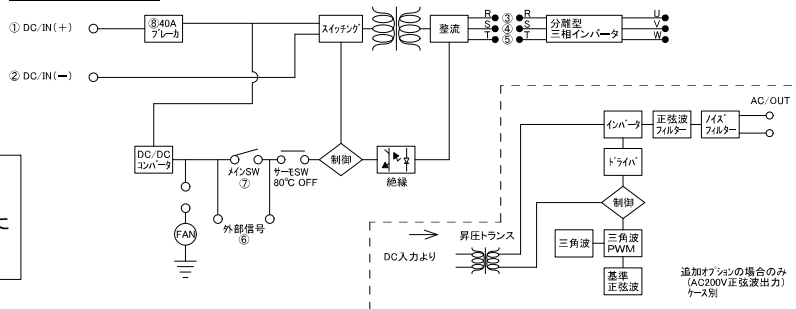 ① DC/IN(＋)
⑧40A
ブレーカ
スイッチング
整流
R ③ R
S ④ S
T ⑤ T
分離型
三相インバータ
U
V
W
② DC/IN(ー)
AC/OUT
インバータ
正弦波
フィルター
ノイズ
フィルター
DC/DC
コンバータ
メインSW
⑦
サーモSW
80℃ OFF
制御
絶縁
ドライバ
制御
FAN
外部信号
⑥
DC入力より
昇圧トランス
三角波
三角波
PWM
基準
正弦波
追加オプションの場合のみ
(AC200V正弦波出力)
ケース別